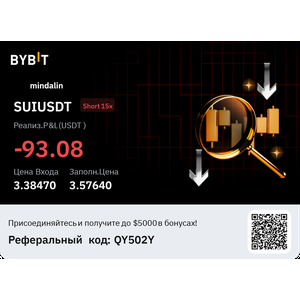 BYBIT
mindalin
SUIUSDT Short 15x
Реализ.P&L (USDT )
-93.08
Цена Входа Заполн.Цена
3.38470 3.57640
Присоединяйтесь и получите до $5000 в бонусах!
Реферальный код: QY502Y